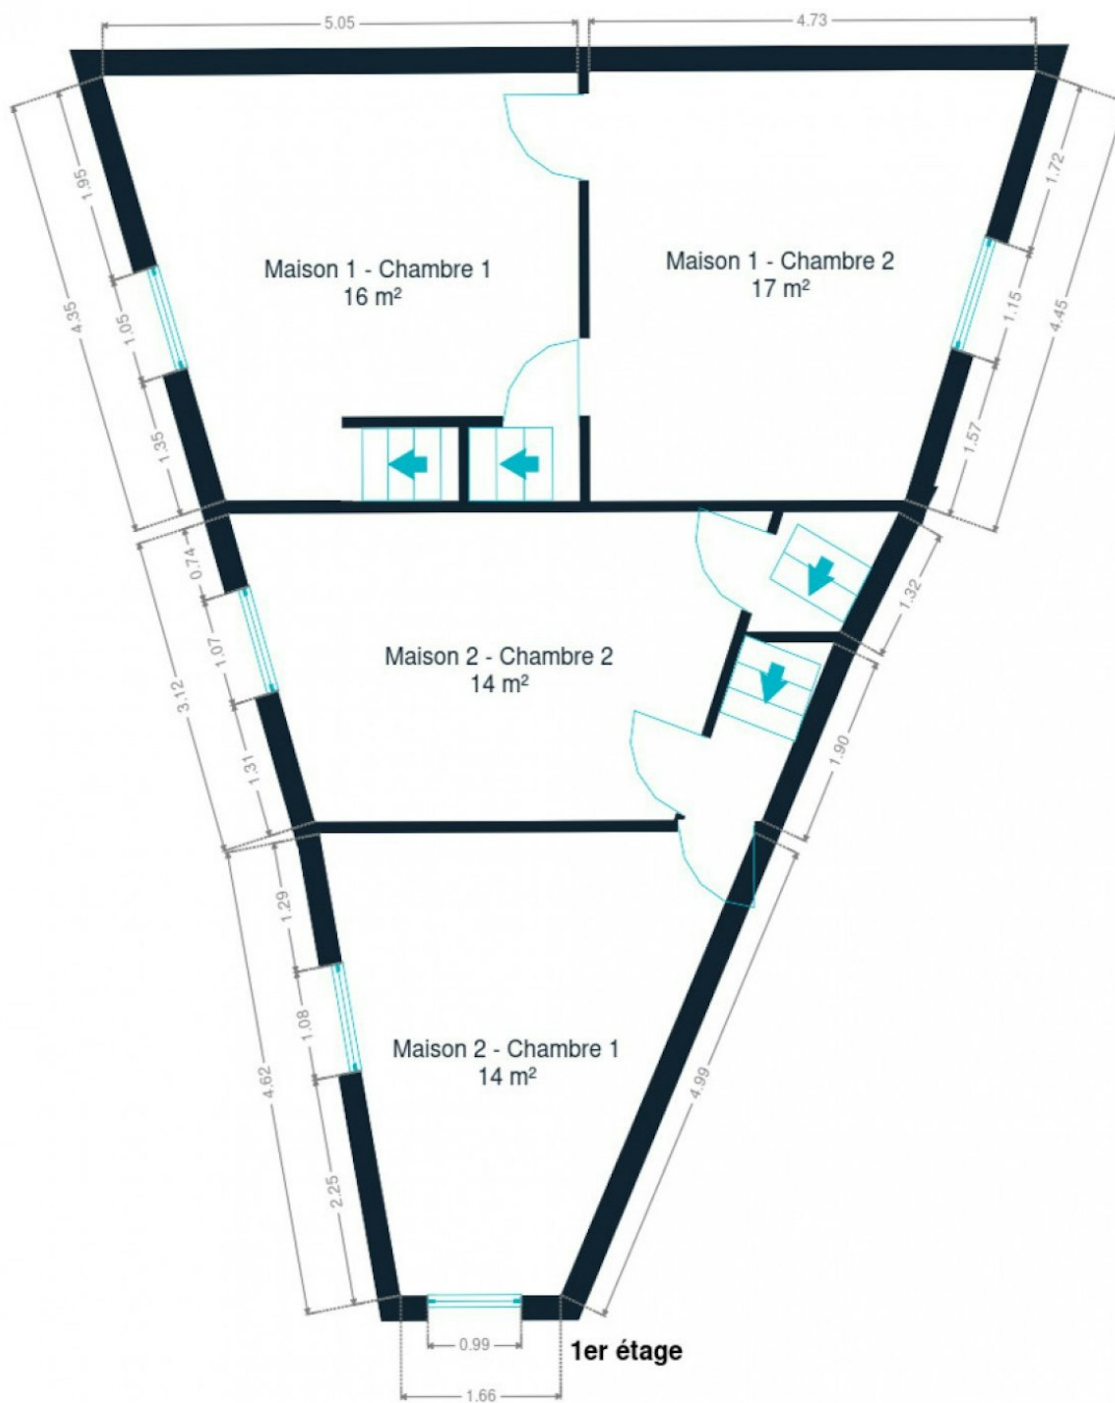 5.05
4.73
1.95
1.72
Maison 1 - Chambre 1
16 m²
Maison 1 - Chambre 2
17 m²
4.35
1.05
1.15
4.45
1.35
1.57
0.74
1.32
1.07
3.12
Maison 2 - Chambre 2
14 m²
1.31
1.90
1.29
1.08
4.62
Maison 2 - Chambre 1
14 m²
4.99
2.25
0.99
1er étage
1.66